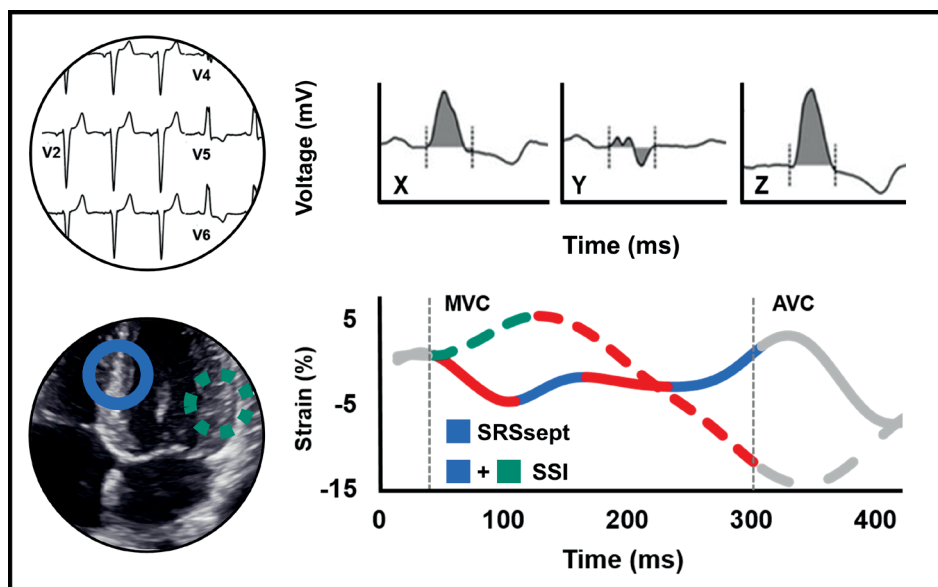 V4
V2
V5
V6
Voltage (mV)
X
Y
Z
Time (ms)
MVC
AVC
5
-5
-15
Strain (%)
SRSsept
+ SSI
0
100
200
300
400
Time (ms)